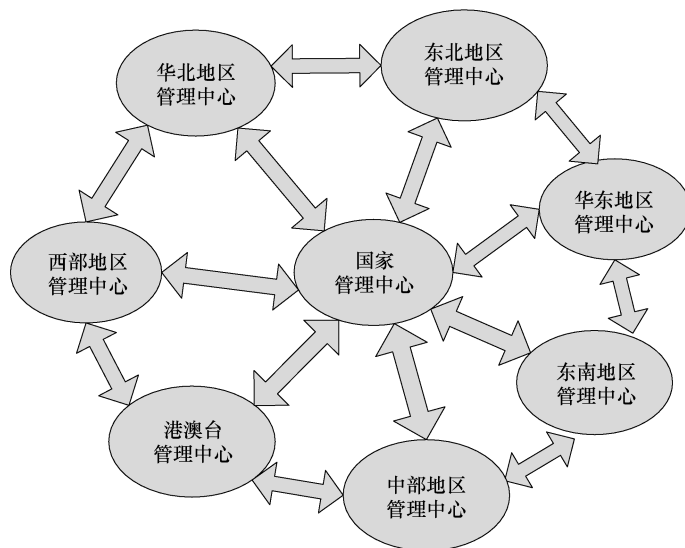 华北地区
管理中心
东北地区
管理中心
华东地区
管理中心
西部地区
管理中心
国家
管理中心
东南地区
管理中心
港澳台
管理中心
中部地区
管理中心